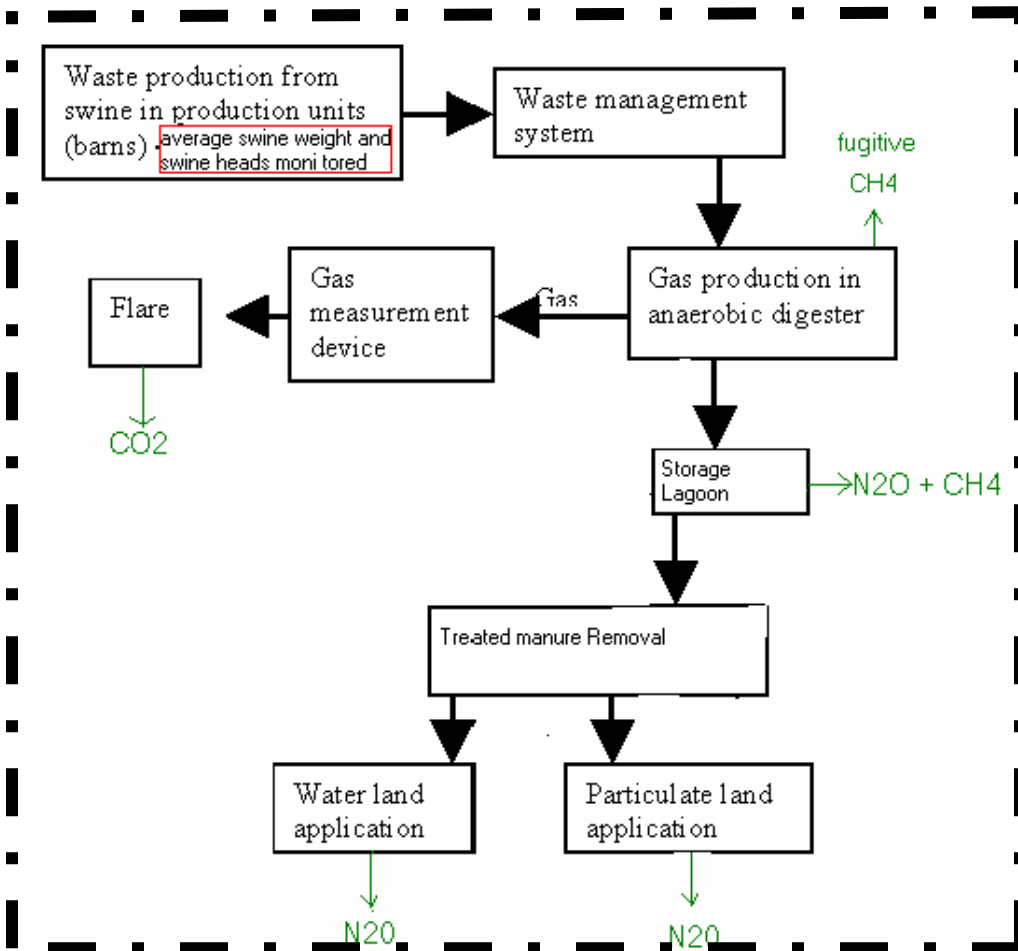 Waste production from
swine in production units
(barns)
average swine weight and
swine heads moni tored
Waste management
system
fugitive
CH4
Flare
Gas
measurement
device
Gas
Gas production in
anaerobic digester
CO2
Storage
Lagoon
N2O + CH4
Treated manure Removal
Water land
application
Particulate land
application
N20
N20